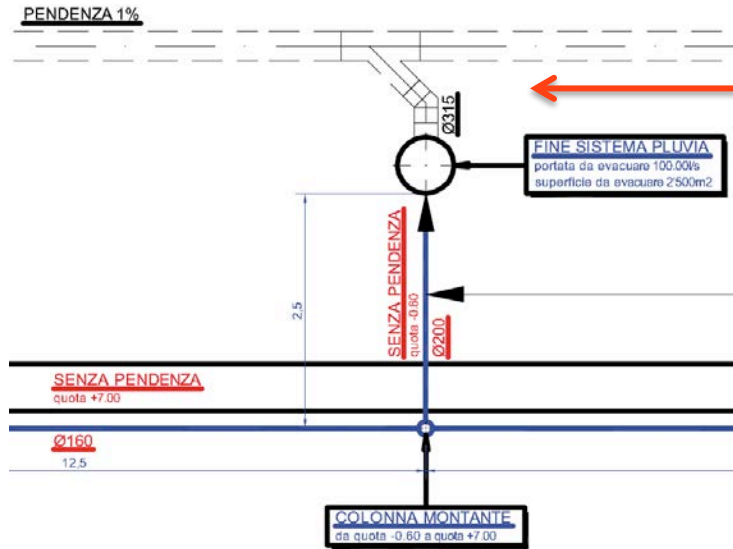 PENDENZA 1%
Ø315
FINE SISTEMA PLUVIA
portata da evacuare 100.00l/s
superficie da evacuare 2'500m2
2,5
SENZA PENDENZA
quota -0.60
Ø200
SENZA PENDENZA
quota +7.00
Ø160
12,5
COLONNA MONTANTE
da quota -0.60 a quota +7.00